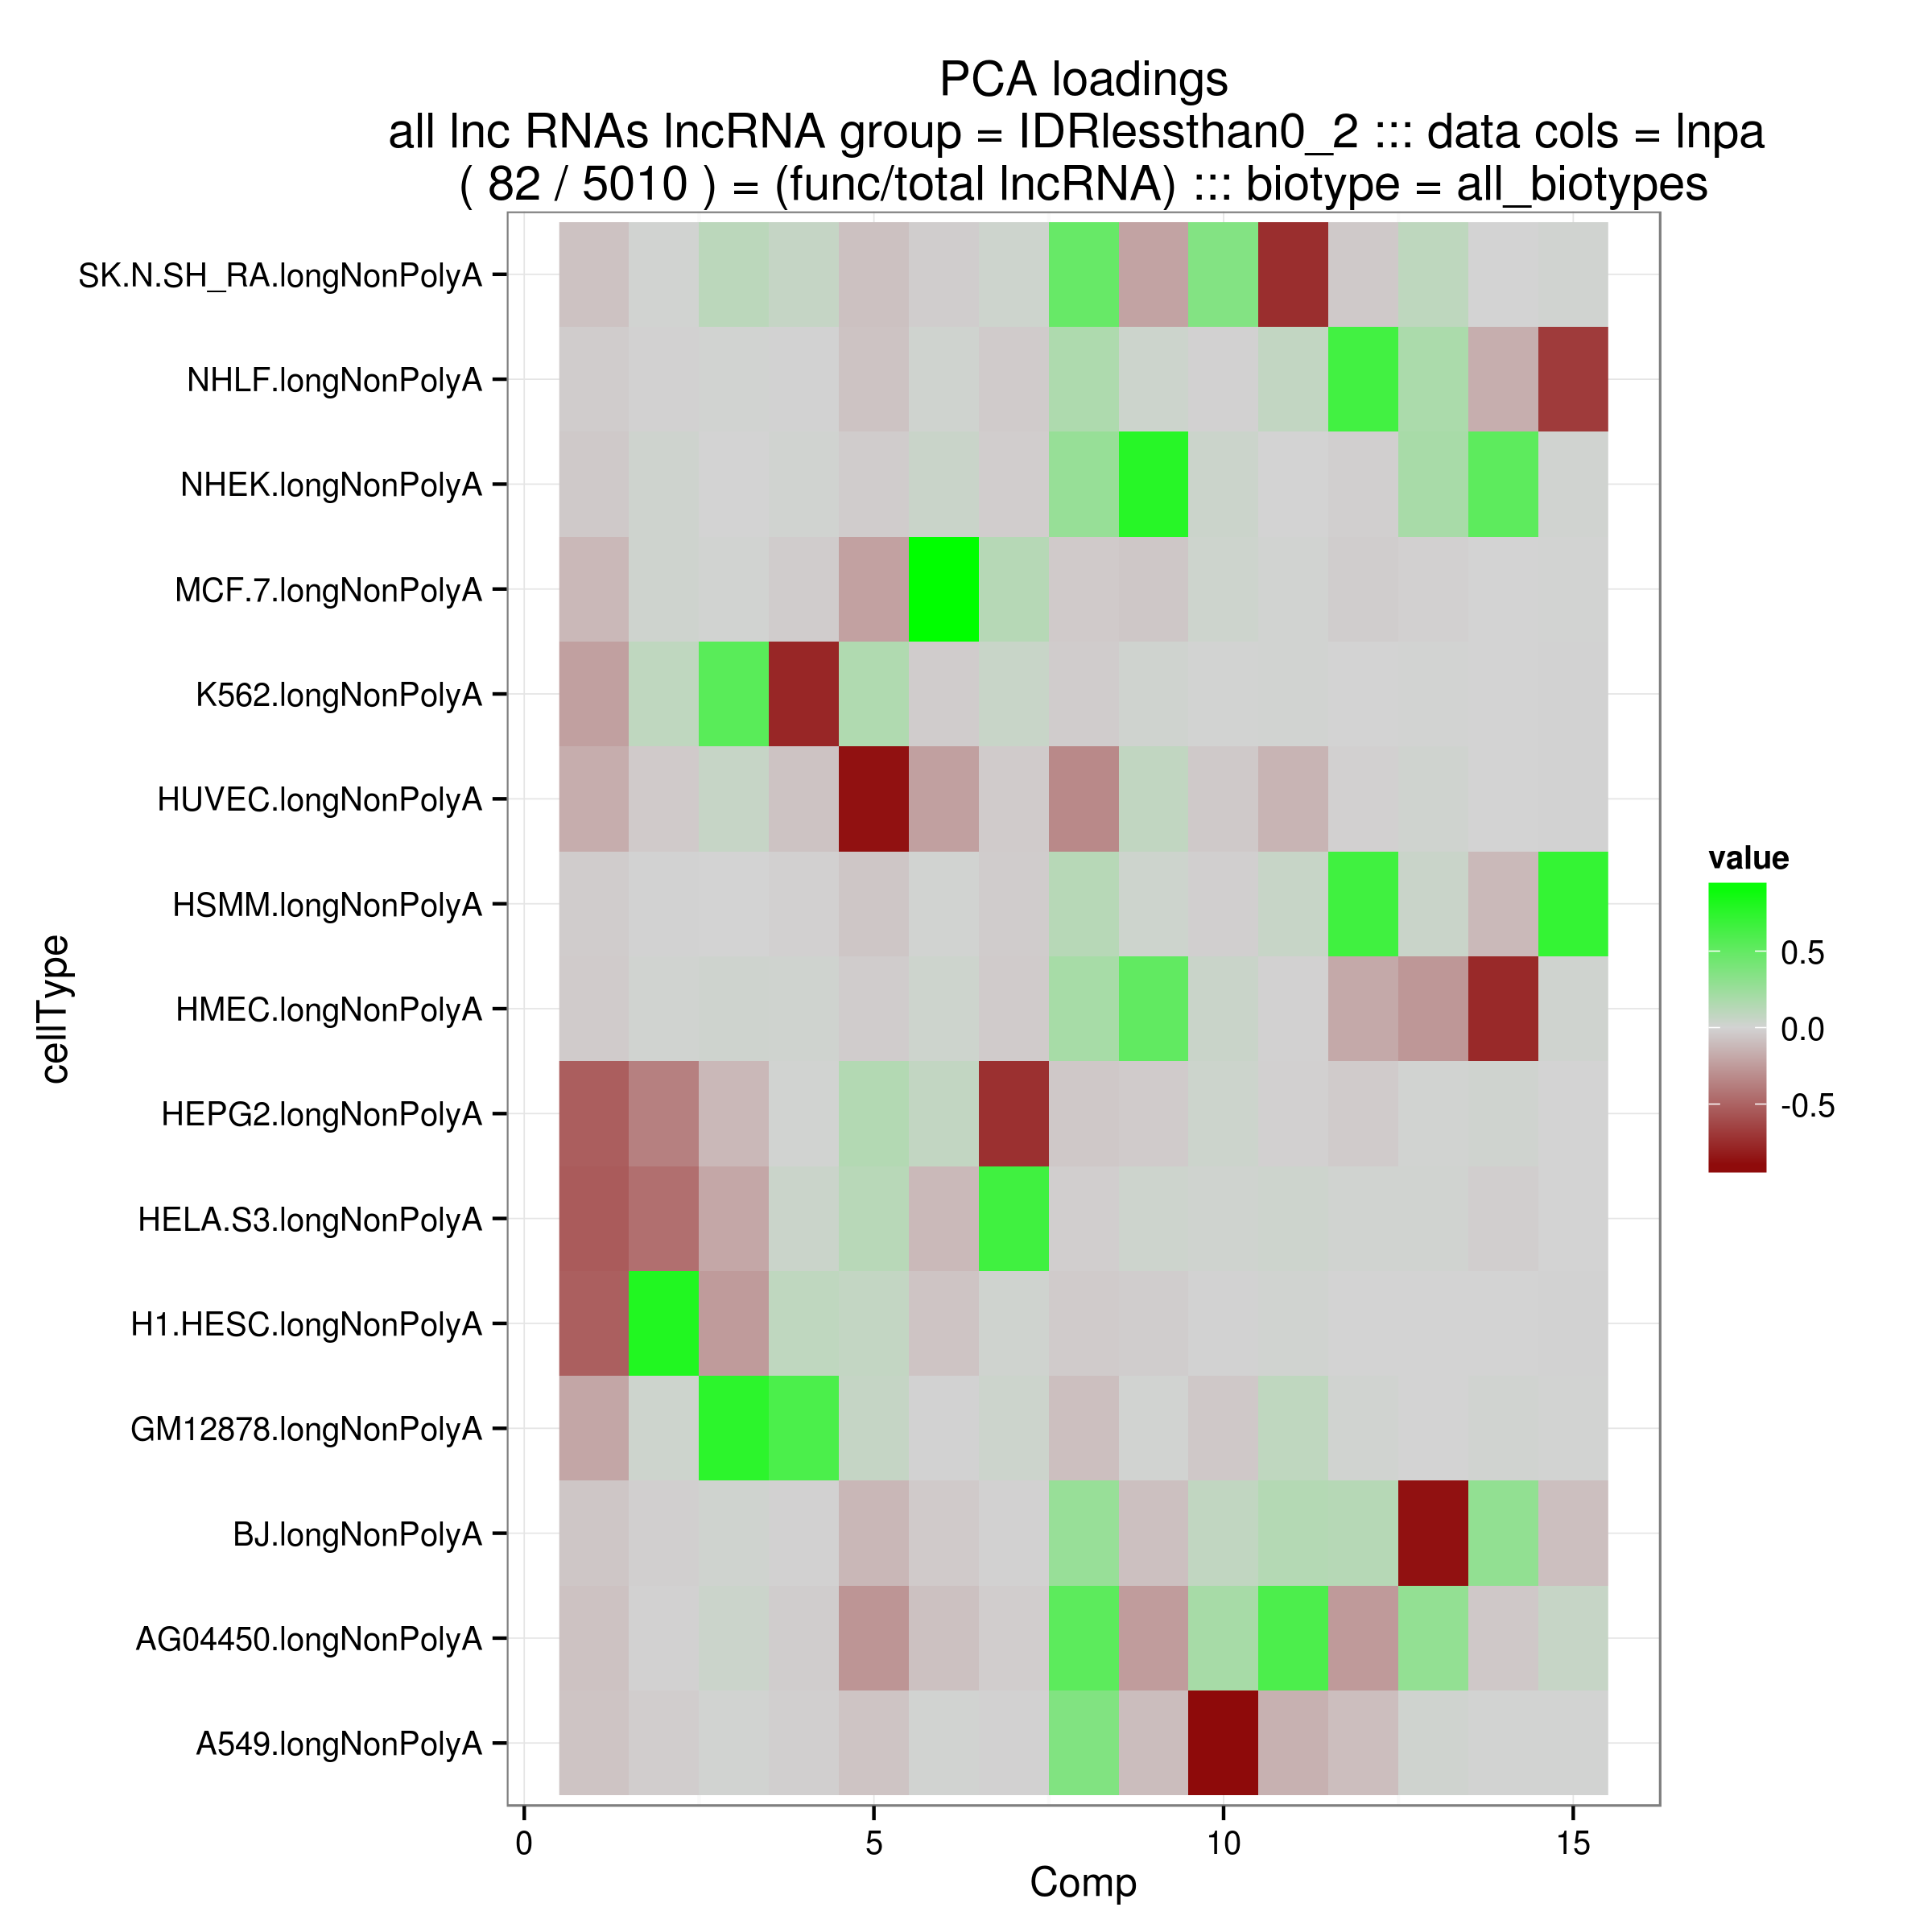 PCA loadings
all lnc RNAs lncRNA group = IDRlessthan0_2 ::: data cols = lnpa
( 82 / 5010 ) = (func/total lncRNA) ::: biotype = all_biotypes
SK.N.SH_RA.longNonPolyA
NHLF.longNonPolyA
NHEK.longNonPolyA
MCF.7.longNonPolyA
K562.longNonPolyA
HUVEC.longNonPolyA
HSMM.longNonPolyA
HMEC.longNonPolyA
HEPG2.longNonPolyA
HELA.S3.longNonPolyA
H1.HESC.longNonPolyA
GM12878.longNonPolyA
BJ.longNonPolyA
AG04450.longNonPolyA
A549.longNonPolyA
cellType
0 5 10 15
Comp
value
0.5
0.0
-0.5